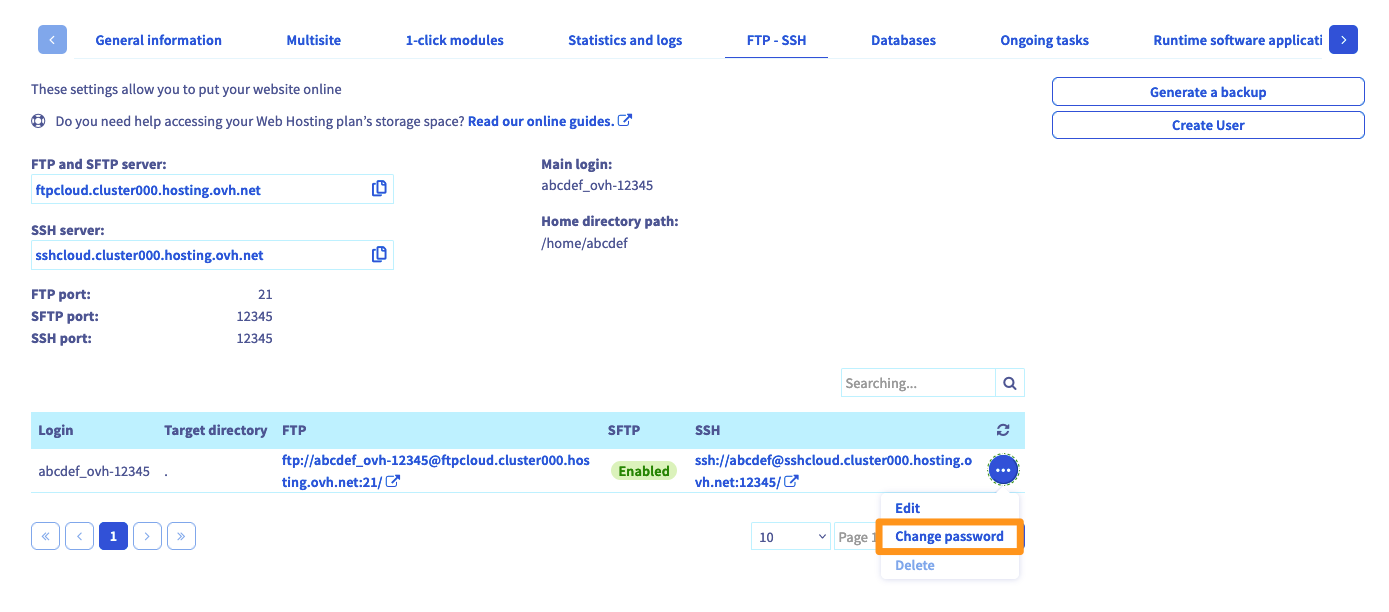 General information
Multisite
1-click modules
Statistics and logs
FTP - SSH
Databases
Ongoing tasks
Runtime software applicati
These settings allow you to put your website online
Generate a backup
Do you need help accessing your Web Hosting plan’s storage space? Read our online guides.
Create User
FTP and SFTP server:
ftpcloud.cluster000.hosting.ovh.net
Main login:
abcdef_ovh-12345
SSH server:
sshcloud.cluster000.hosting.ovh.net
Home directory path:
/home/abcdef
FTP port: 21
SFTP port: 12345
SSH port: 12345
Searching...
Login Target directory FTP SFTP SSH
abcdef_ovh-12345 .
ftp://abcdef_ovh-12345@ftpcloud.cluster000.hos
ting.ovh.net:21/
Enabled
ssh://abcdef@sshcloud.cluster000.hosting.o
vh.net:12345/
Edit
Change password
Delete
« < 1 > »
10
Page 1